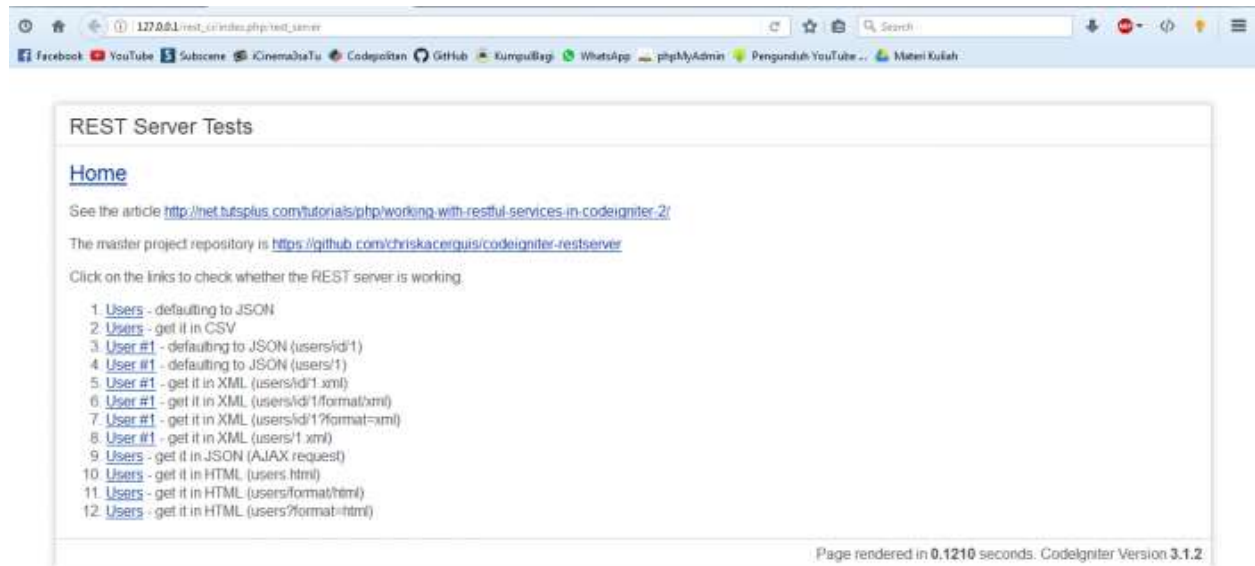 127.0.0.1/rest_ci/index.php/rest_server
Search
Facebook YouTube Subscene iCinema3saTu Codepolitan GitHub KumpulBagi WhatsApp phpMyAdmin Pengunduh YouTube ... Materi Kuliah
REST Server Tests
Home
See the article http://net.tutsplus.com/tutorials/php/working-with-restful-services-in-codeigniter-2/
The master project repository is https://github.com/chriskacerguis/codeigniter-restserver
Click on the links to check whether the REST server is working.
1. Users - defaulting to JSON
2. Users - get it in CSV
3. User #1 - defaulting to JSON (users/id/1)
4. User #1 - defaulting to JSON (users/1)
5. User #1 - get it in XML (users/id/1.xml)
6. User #1 - get it in XML (users/id/1/format/xml)
7. User #1 - get it in XML (users/id/1?format=xml)
8. User #1 - get it in XML (users/1.xml)
9. Users - get it in JSON (AJAX request)
10. Users - get it in HTML (users.html)
11. Users - get it in HTML (users/format/html)
12. Users - get it in HTML (users?format=html)
Page rendered in 0.1210 seconds. CodeIgniter Version 3.1.2